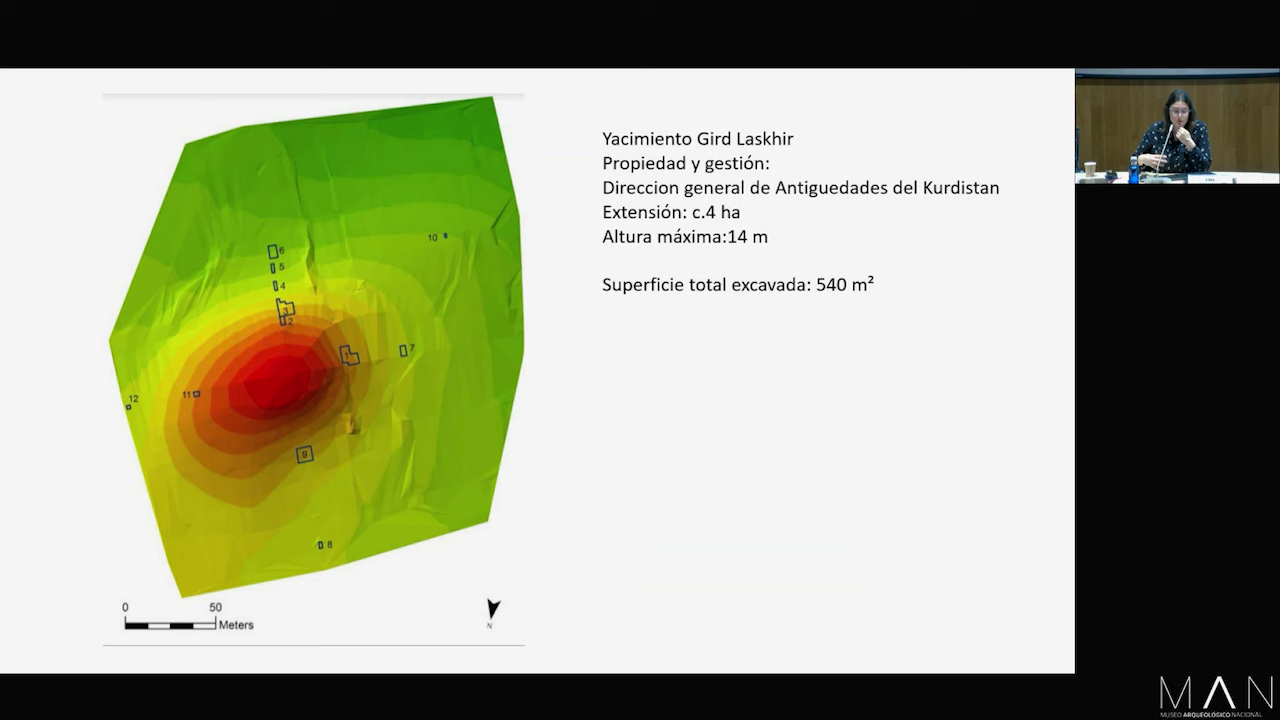 Yacimiento Gird Laskhir
Propiedad y gestión:
Direccion general de Antiguedades del Kurdistan
Extensión: c.4 ha
Altura máxima:14 m
Superficie total excavada: 540 m²
10
6
5
4
3
2
1
7
11
12
9
8
0 50
Meters
N
MAN
MUSEO ARQUEOLÓGICO NACIONAL